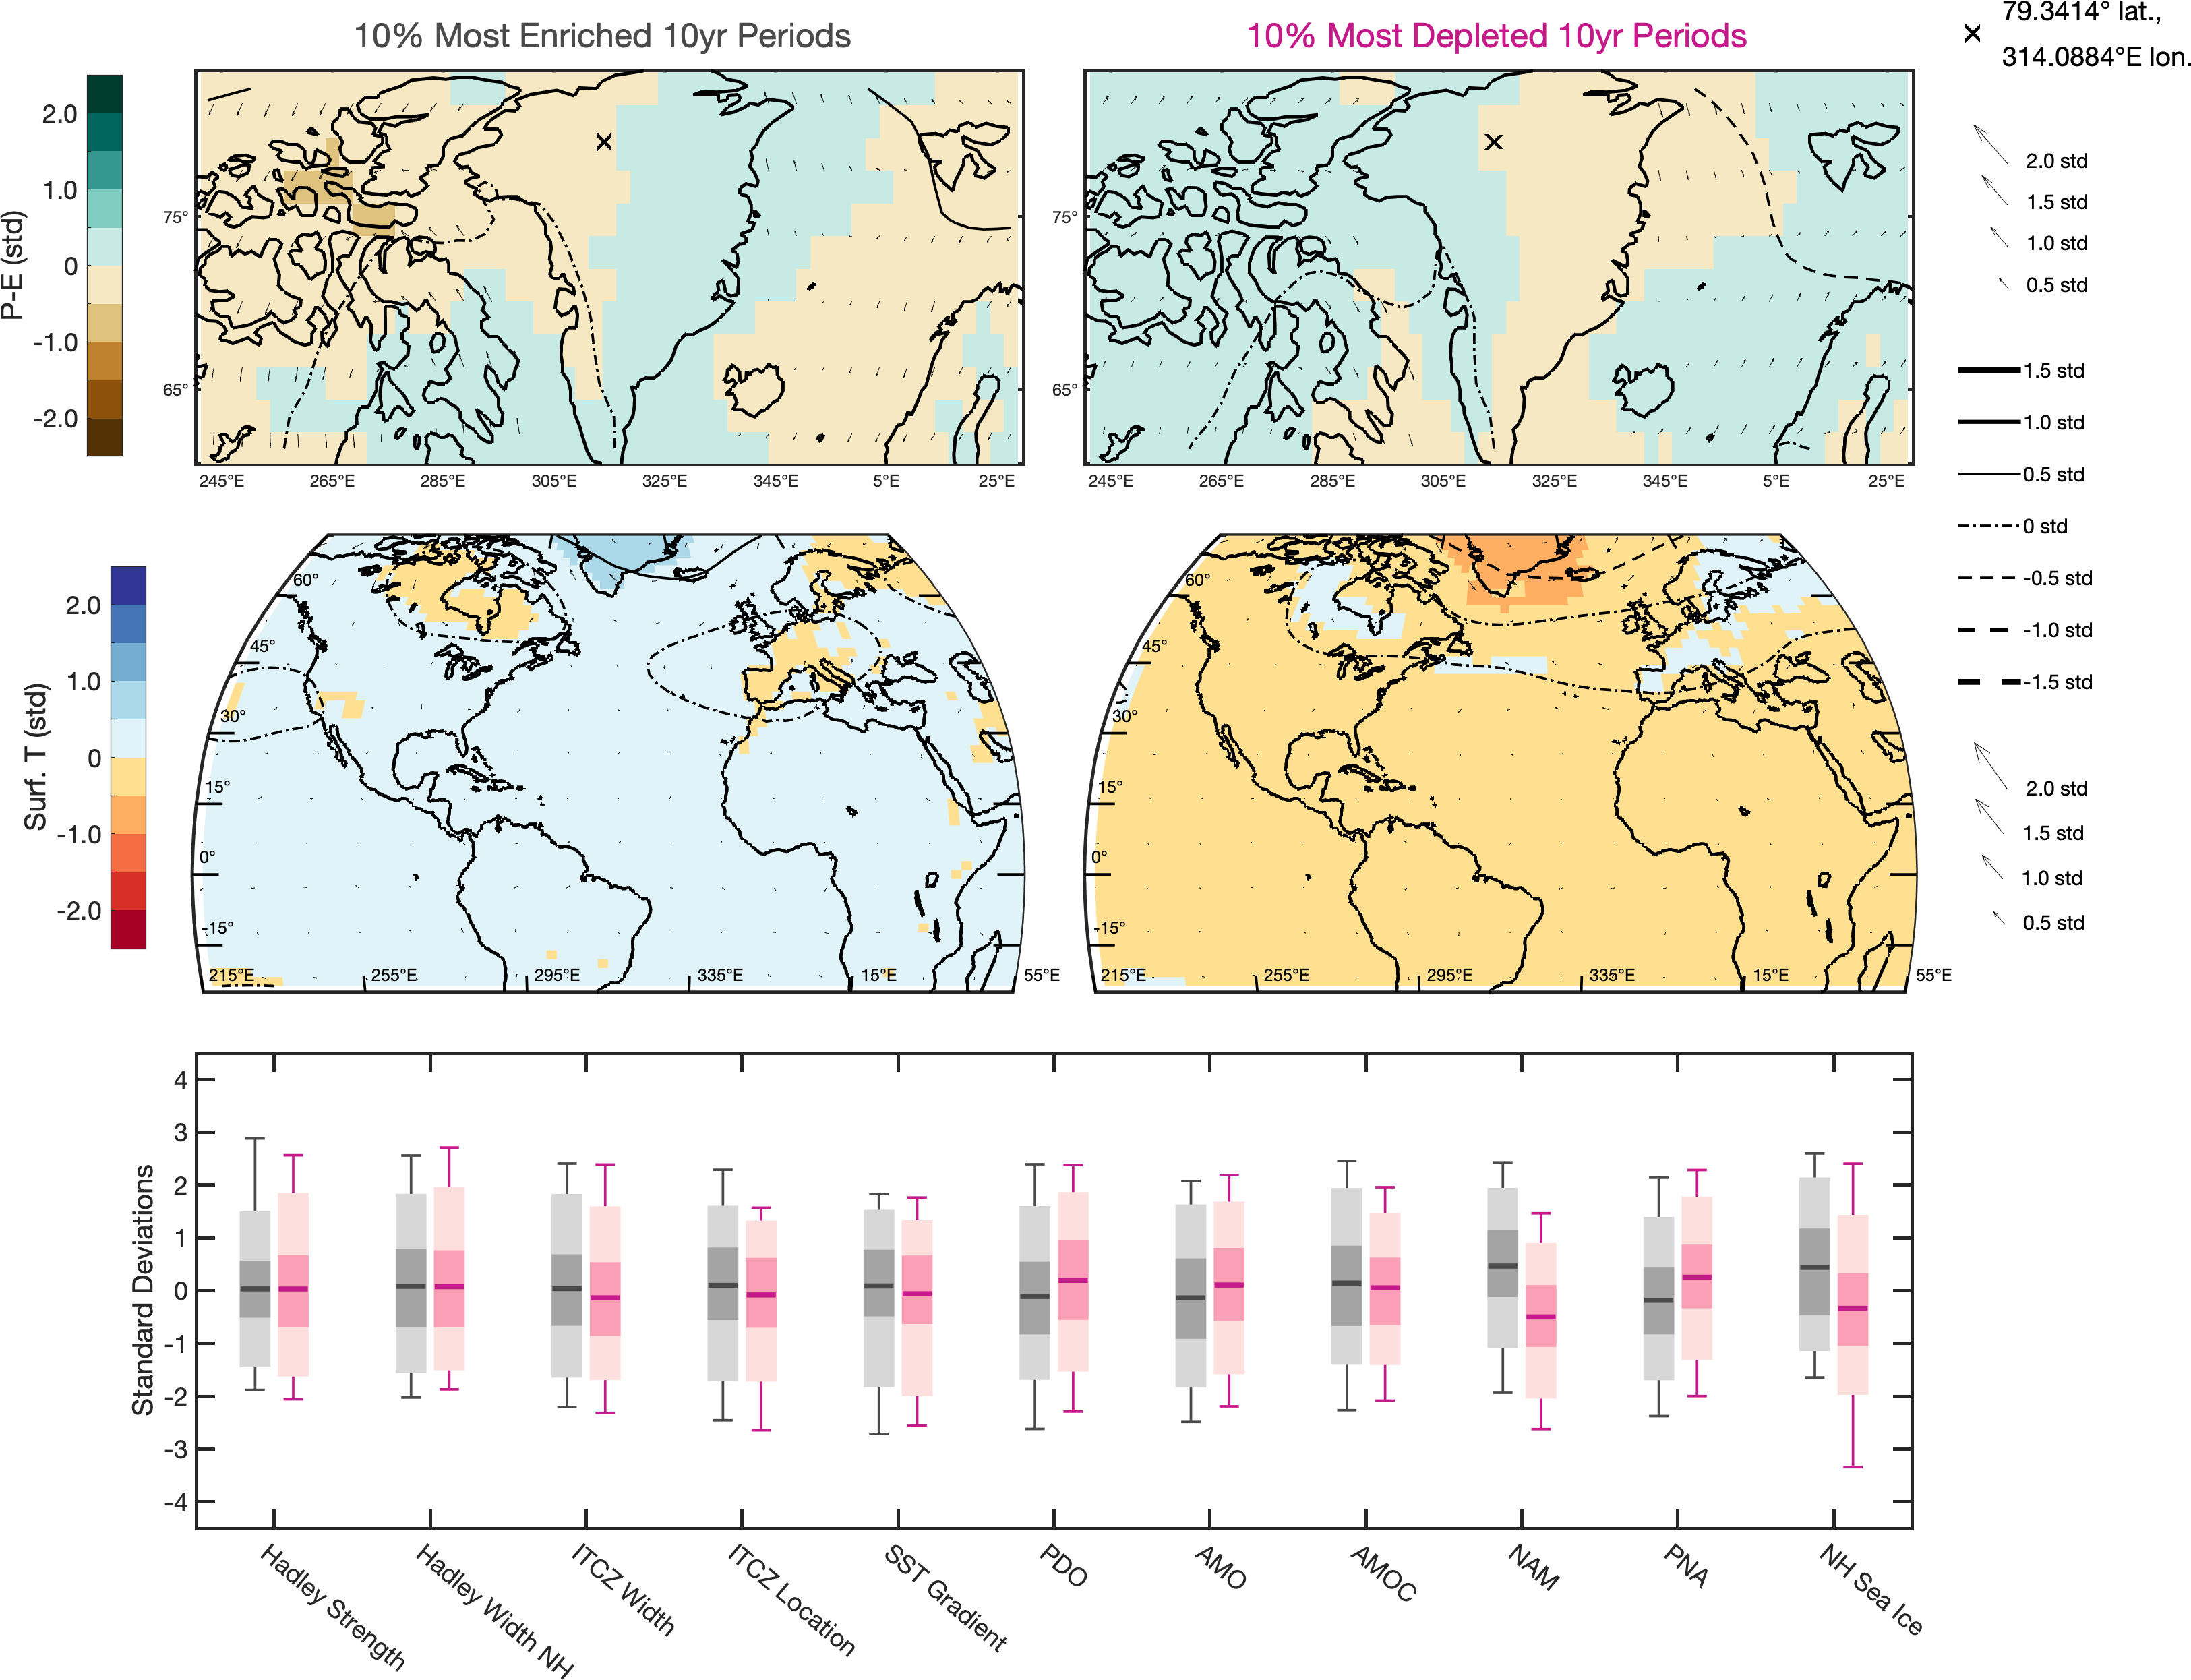 10% Most Enriched 10yr Periods
10% Most Depleted 10yr Periods
79.3414° lat.,
314.0884°E lon.
P-E (std)
2.0
1.0
0
-1.0
-2.0
75°
65°
245°E 265°E 285°E 305°E 325°E 345°E 5°E 25°E
75°
65°
245°E 265°E 285°E 305°E 325°E 345°E 5°E 25°E
2.0 std
1.5 std
1.0 std
0.5 std
1.5 std
1.0 std
0.5 std
0 std
-0.5 std
-1.0 std
-1.5 std
Surf. T (std)
2.0
1.0
0
-1.0
-2.0
60°
45°
30°
15°
0°
-15°
215°E 255°E 295°E 335°E 15°E 55°E
60°
45°
30°
15°
0°
-15°
215°E 255°E 295°E 335°E 15°E 55°E
2.0 std
1.5 std
1.0 std
0.5 std
Standard Deviations
4
3
2
1
0
-1
-2
-3
-4
Hadley Strength
Hadley Width NH
ITCZ Width
ITCZ Location
SST Gradient
PDO
AMO
AMOC
NAM
PNA
NH Sea Ice